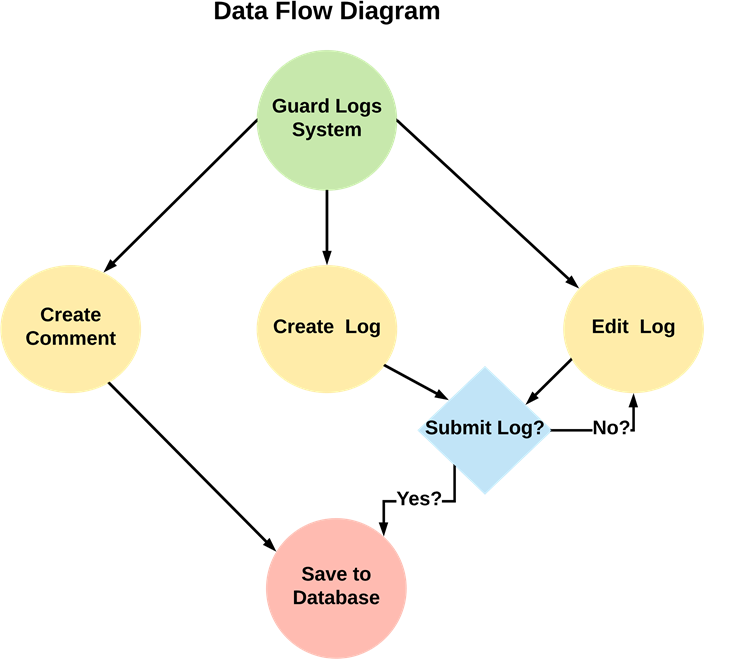 Data Flow Diagram
Guard Logs
System
Create
Comment
Create  Log
Edit  Log
Submit Log?
No?
Yes?
Save to
Database